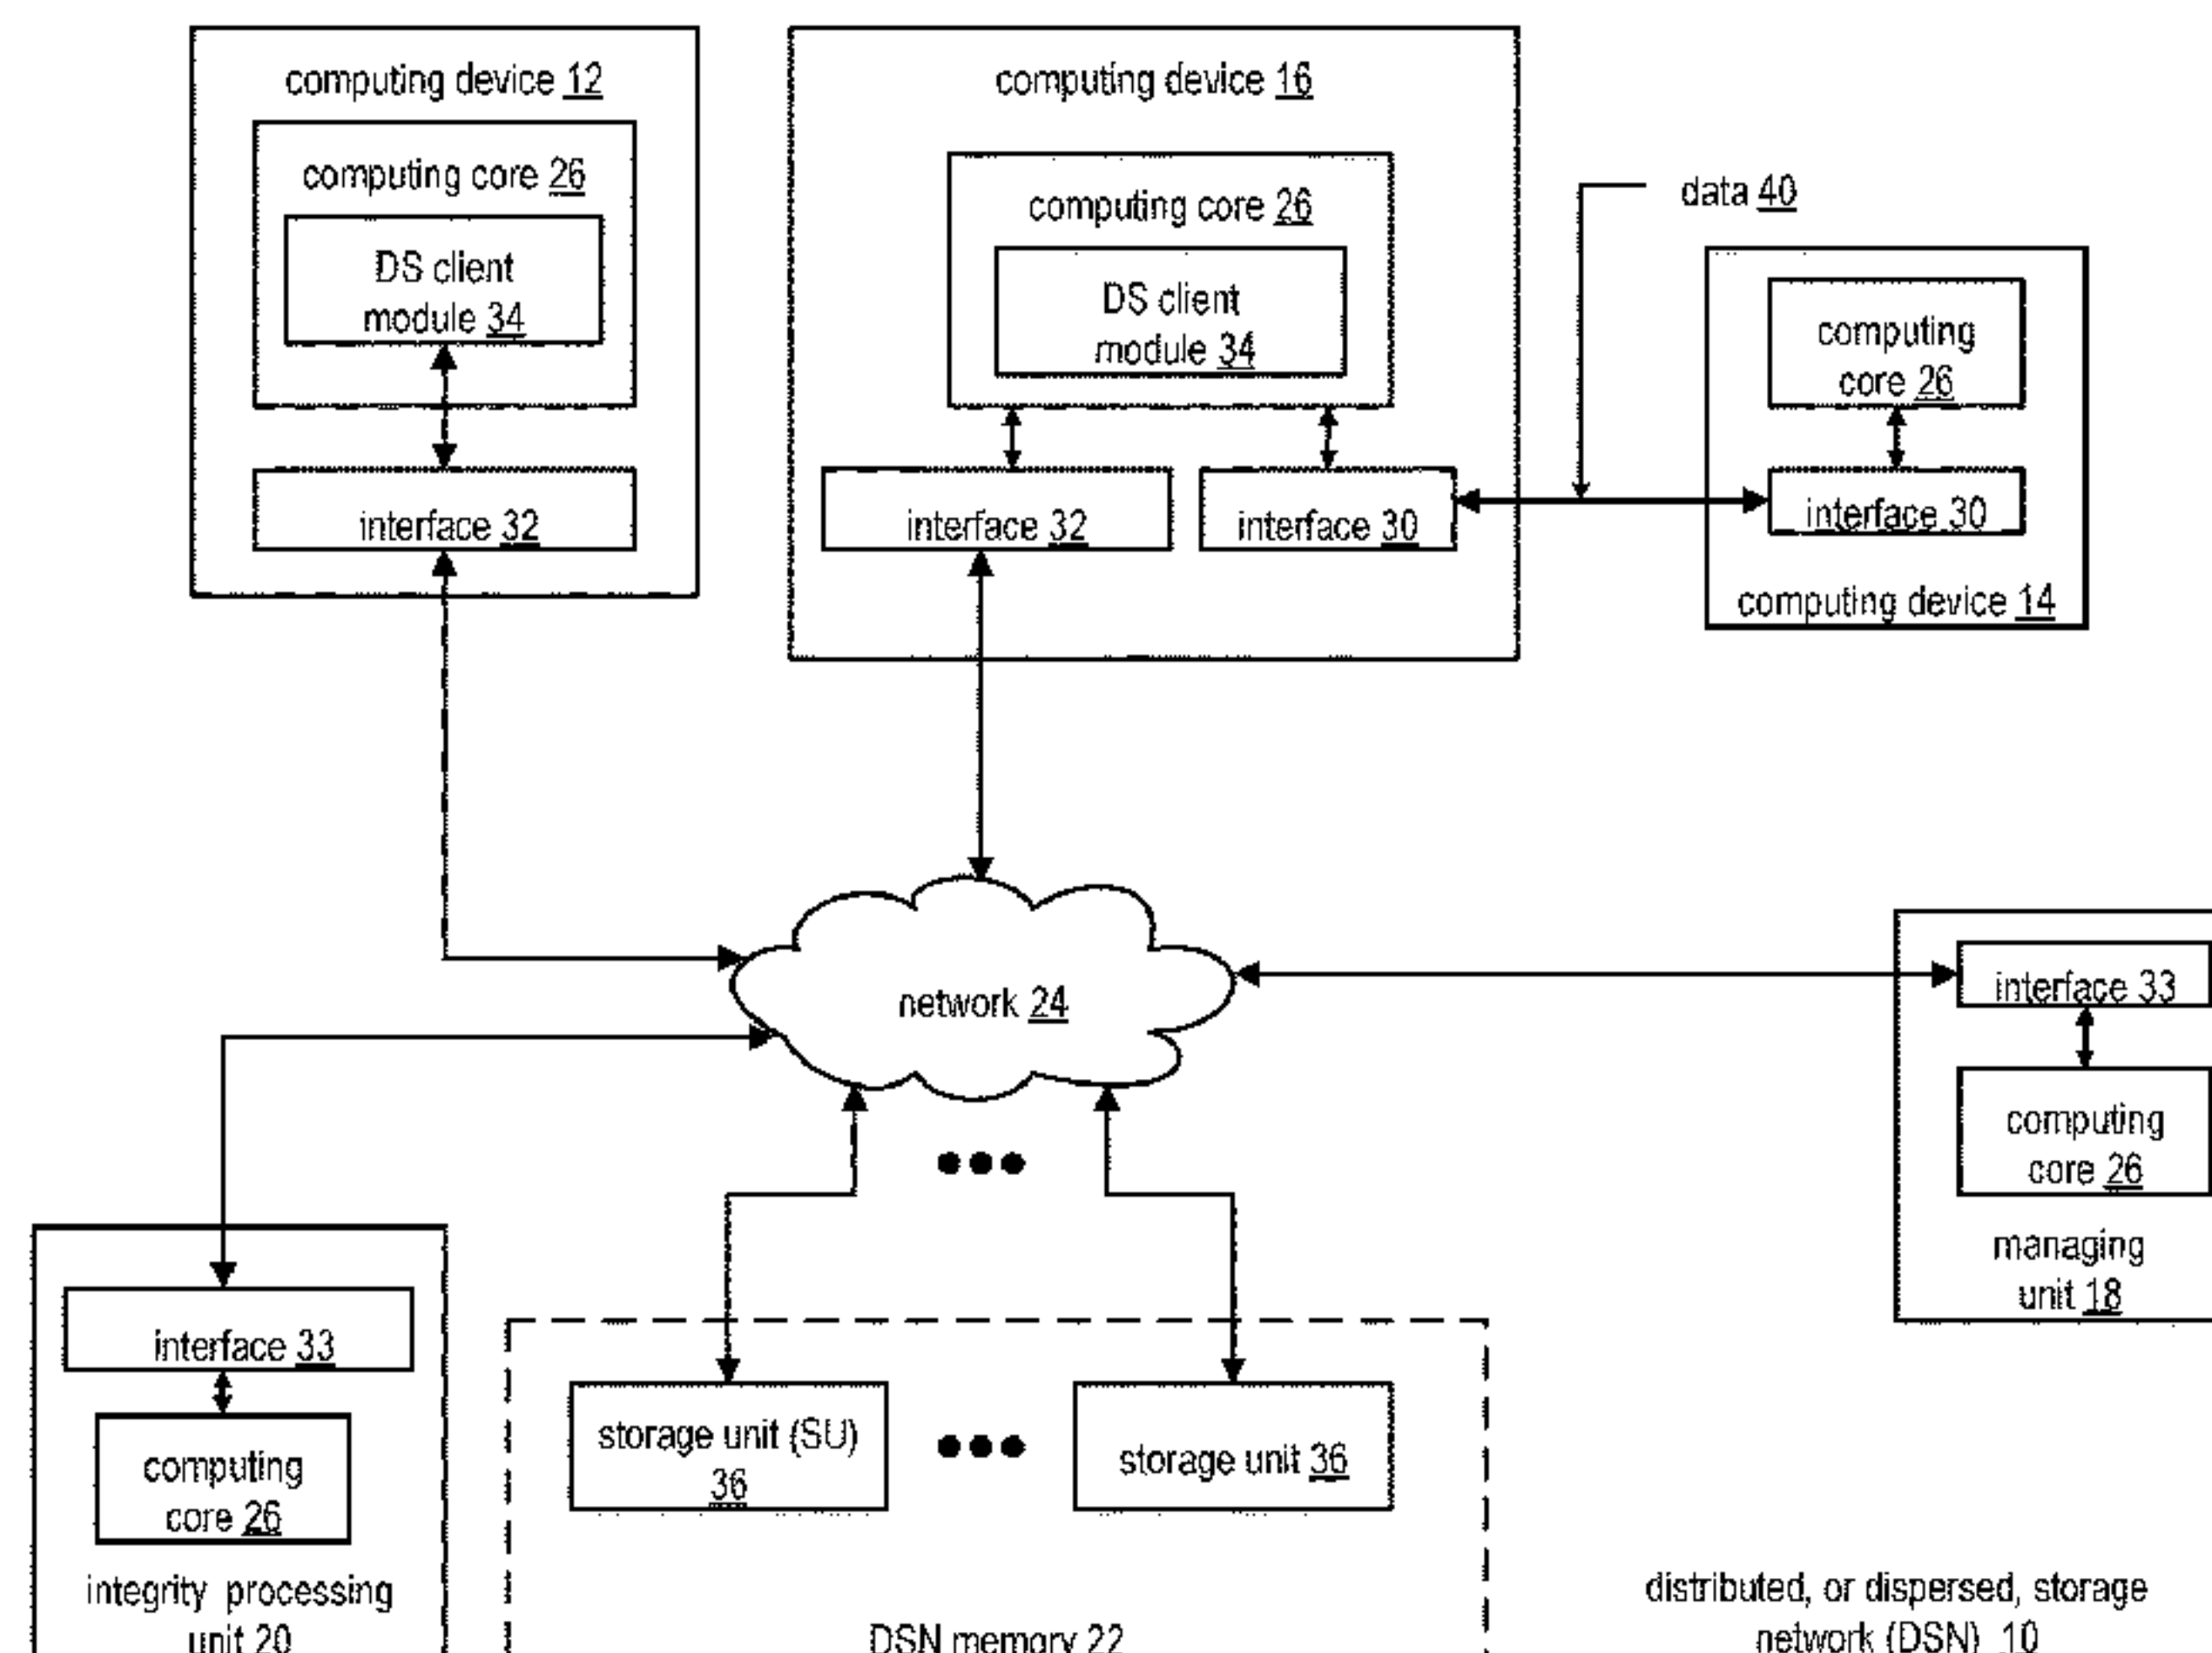 computing device 12
computing core 26
DS client
module 34
interface 32
computing device 16
computing core 26
DS client
module 34
interface 32
interface 30
data 40
computing
core 26
interface 30
computing device 14
network 24
interface 33
computing
core 26
managing
unit 18
interface 33
computing
core 26
integrity processing
unit 20
storage unit (SU)
36
storage unit 36
DSN memory 22
distributed, or dispersed, storage
network (DSN) 10